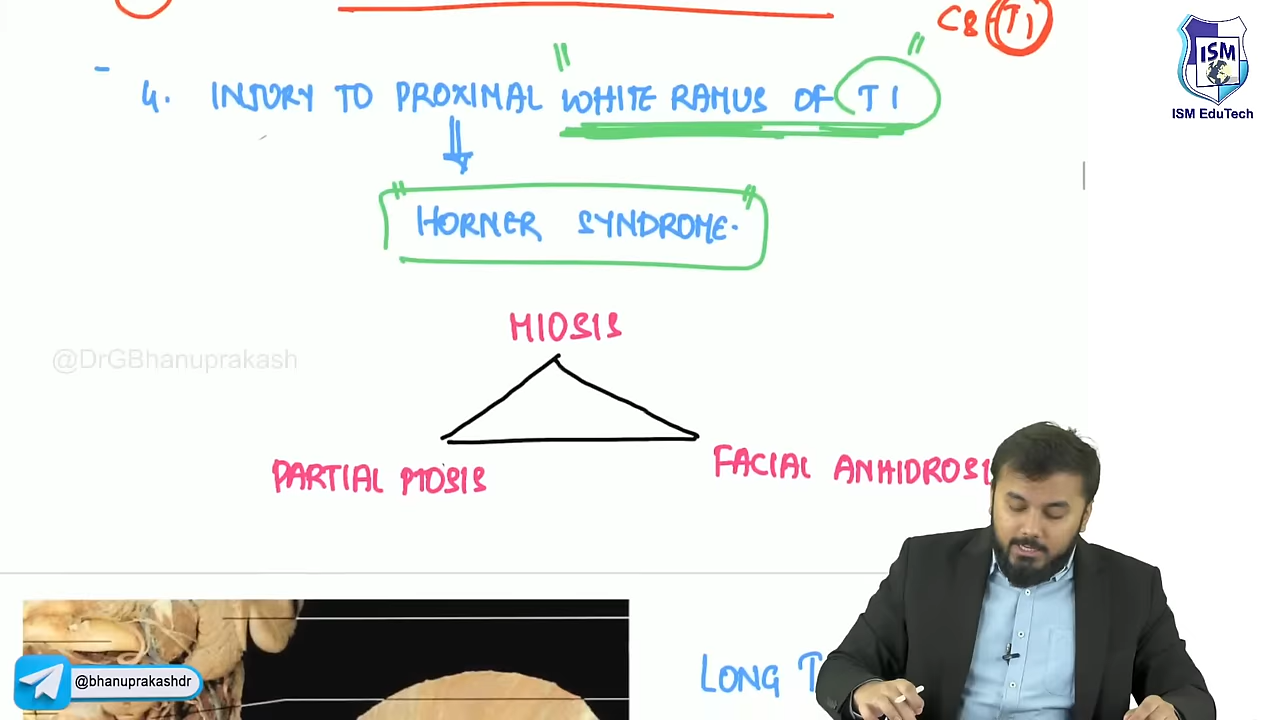 C8 T1
4. INJURY TO PROXIMAL "WHITE RAMUS OF T1"
"HORNER SYNDROME."
MIOSIS
PARTIAL PTOSIS
FACIAL ANHIDROSI
LONG T
ISM
ISM EduTech
@DrGBhanuprakash
@bhanuprakashdr